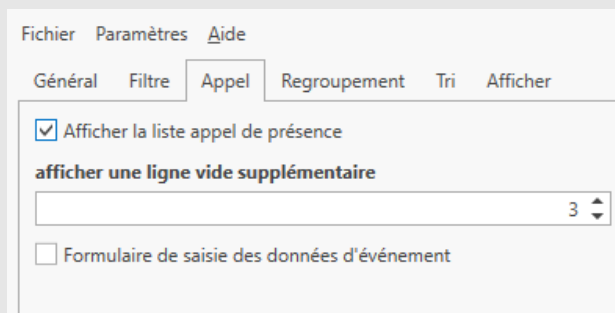 Fichier Paramètres Aide
Général Filtre Appel Regroupement Tri Afficher
Afficher la liste appel de présence
afficher une ligne vide supplémentaire
3
Formulaire de saisie des données d'événement